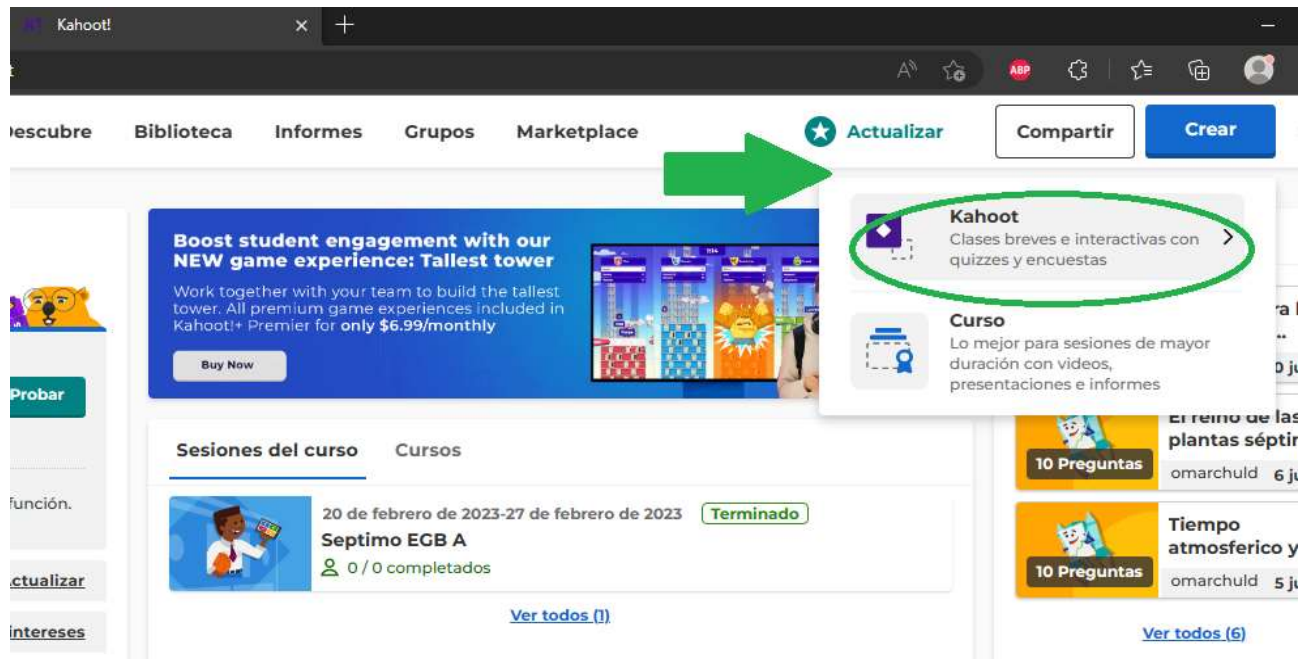 Kahoot!
ABP
Descubre Biblioteca Informes Grupos Marketplace Actualizar Compartir Crear
Kahoot
Clases breves e interactivas con
quizzes y encuestas
Curso
Lo mejor para sesiones de mayor
duración con videos,
presentaciones e informes
Boost student engagement with our
NEW game experience: Tallest tower
Work together with your team to build the tallest
tower. All premium game experiences included in
Kahoot!+ Premier for only $6.99/monthly
Buy Now
Probar
función.
Actualizar
intereses
Sesiones del curso Cursos
20 de febrero de 2023-27 de febrero de 2023 Terminado
Septimo EGB A
0 / 0 completados
Ver todos (1)
El reino de las
plantas séptim
10 Preguntas
omarchuld 6 ju
Tiempo
atmosferico y
10 Preguntas
omarchuld 5 ju
Ver todos (6)